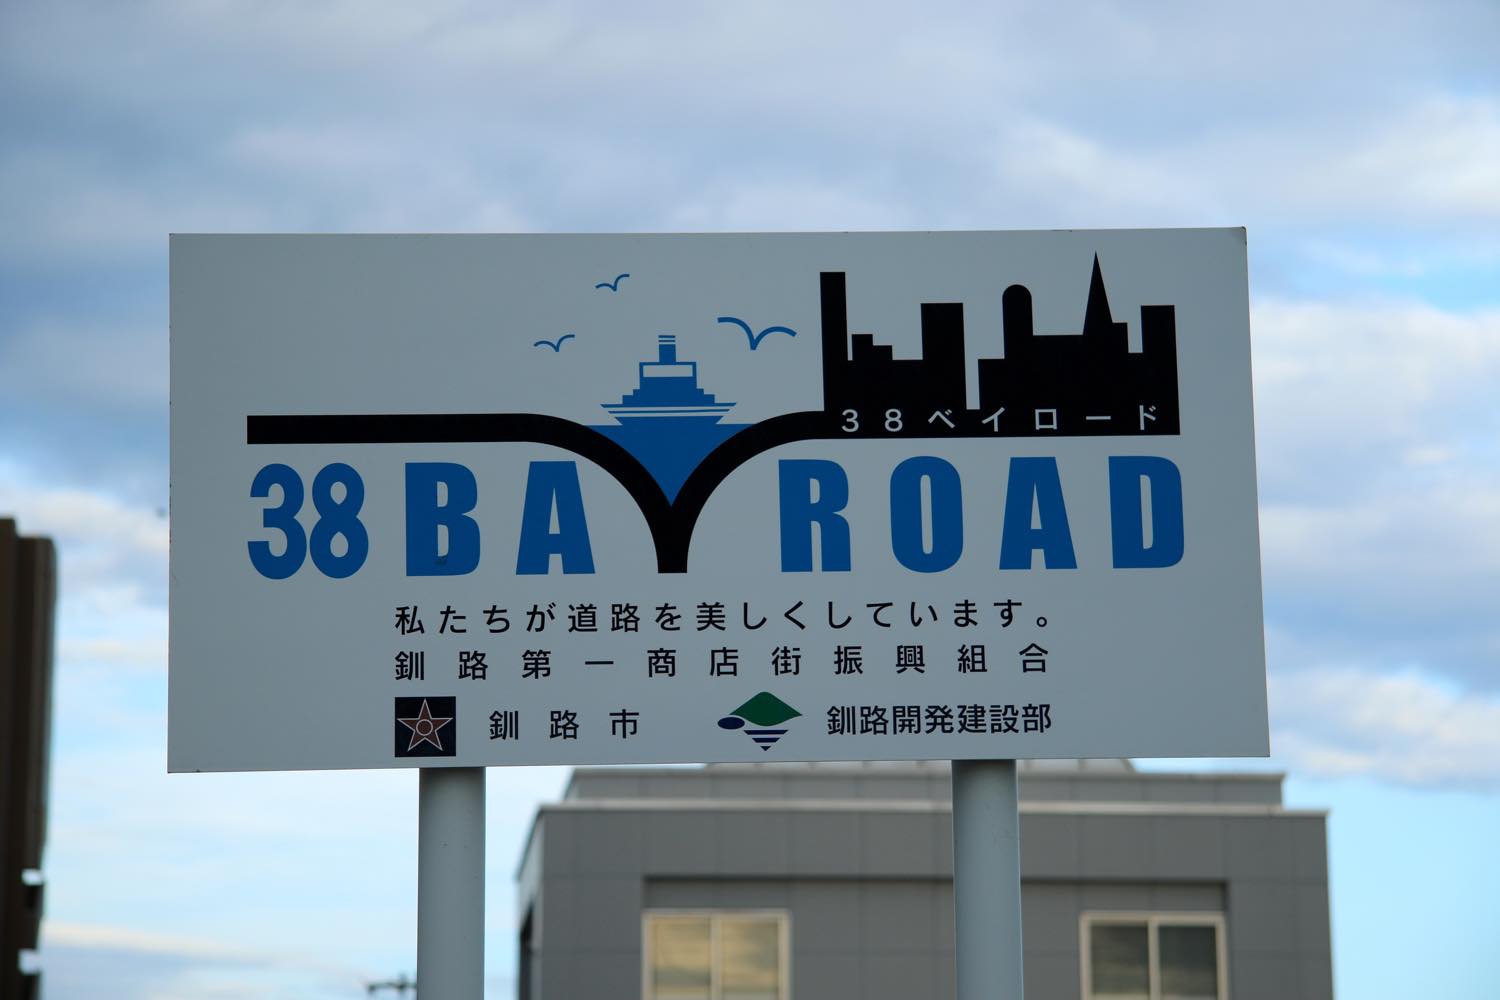 38ベイロード
38 BAY ROAD
私たちが道路を美しくしています。
釧路第一商店街振興組合
釧路市 釧路開発建設部